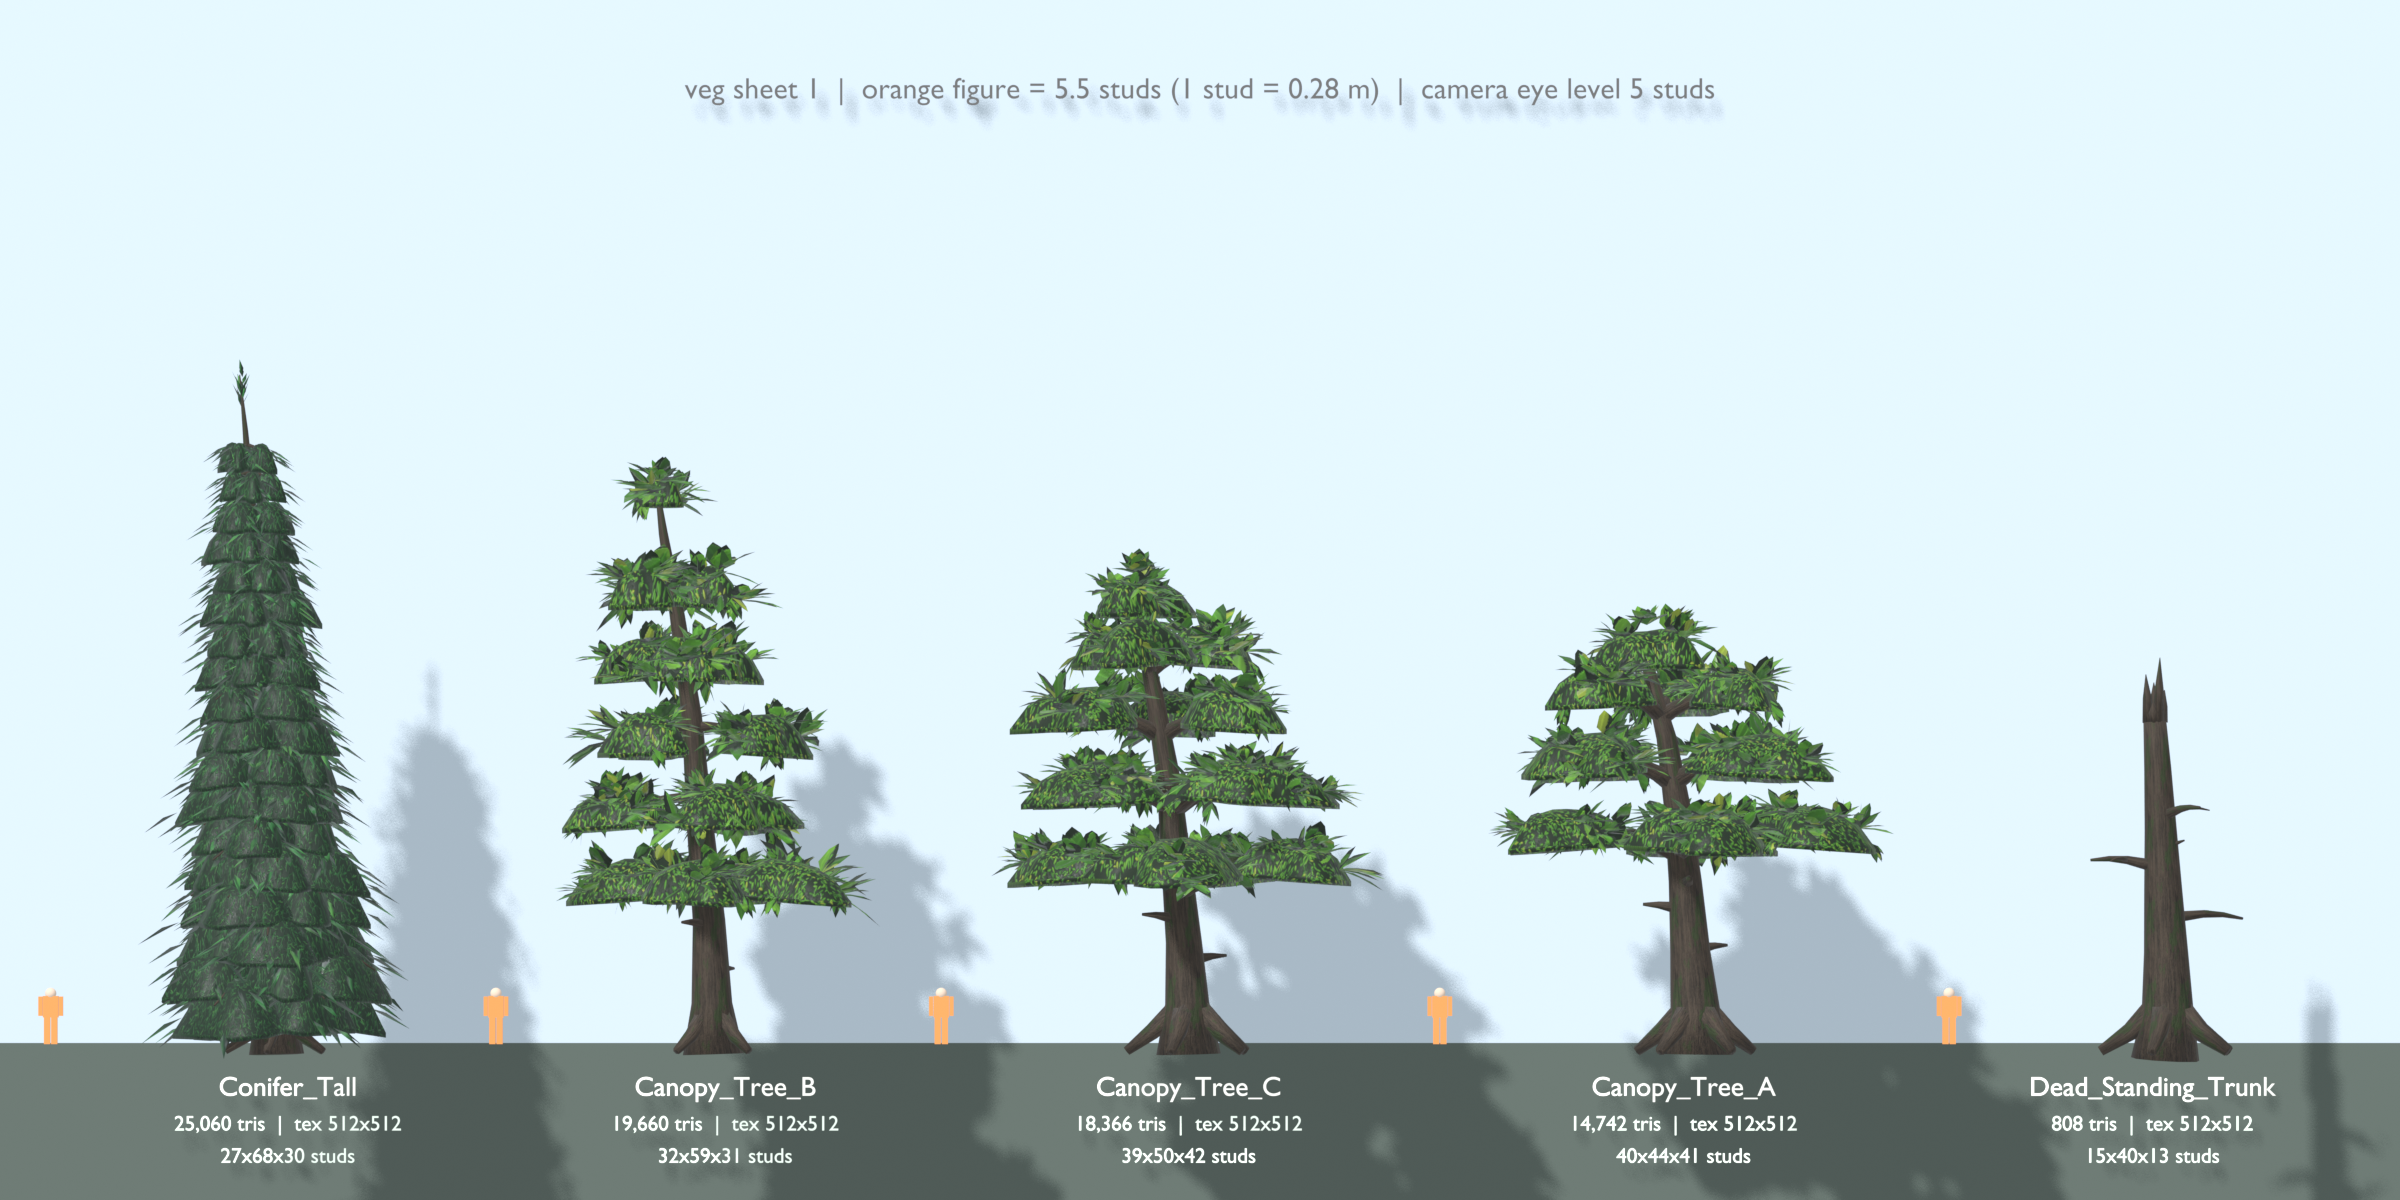 veg sheet 1 | orange figure = 5.5 studs (1 stud = 0.28 m) | camera eye level 5 studs
Conifer_Tall
25,060 tris | tex 512x512
27x68x30 studs
Canopy_Tree_B
19,660 tris | tex 512x512
32x59x31 studs
Canopy_Tree_C
18,366 tris | tex 512x512
39x50x42 studs
Canopy_Tree_A
14,742 tris | tex 512x512
40x44x41 studs
Dead_Standing_Trunk
808 tris | tex 512x512
15x40x13 studs